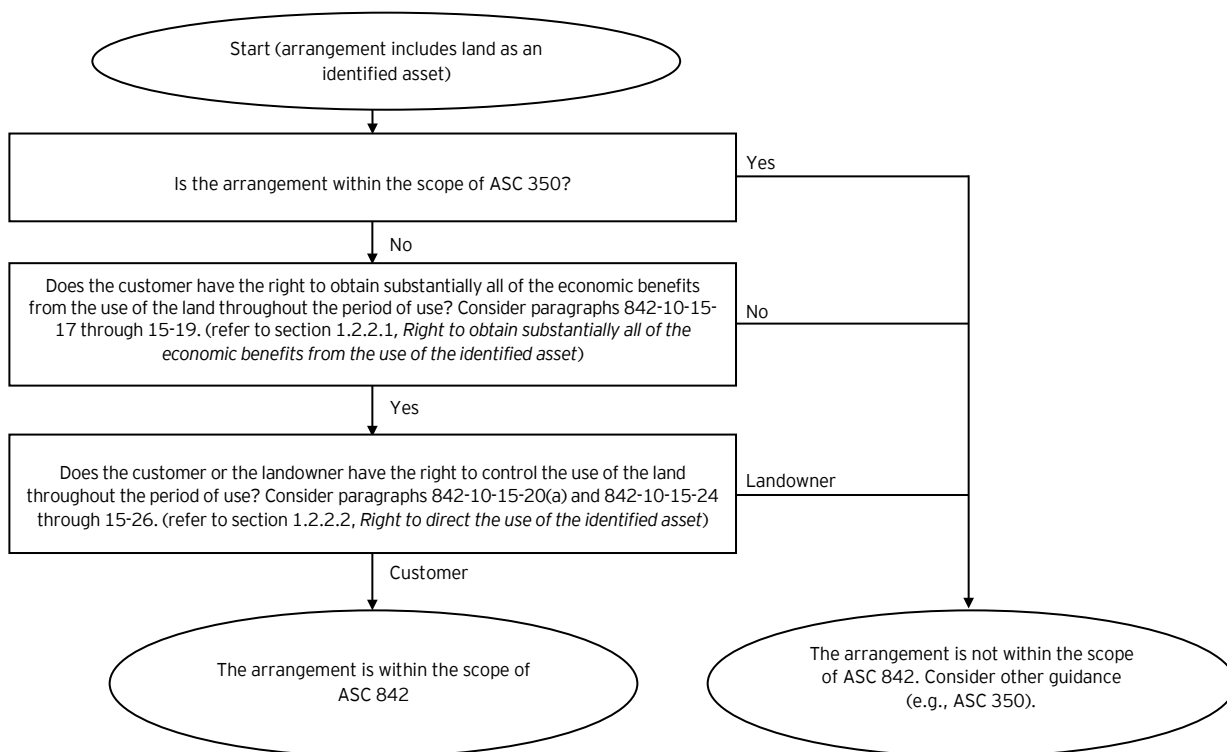 Start (arrangement includes land as an
identified asset)
Is the arrangement within the scope of ASC 350?
Yes
No
Does the customer have the right to obtain substantially all of the economic benefits
from the use of the land throughout the period of use? Consider paragraphs 842-10-15-
17 through 15-19. (refer to section 1.2.2.1, Right to obtain substantially all of the
economic benefits from the use of the identified asset)
No
Yes
Does the customer or the landowner have the right to control the use of the land
throughout the period of use? Consider paragraphs 842-10-15-20(a) and 842-10-15-24
through 15-26. (refer to section 1.2.2.2, Right to direct the use of the identified asset)
Landowner
Customer
The arrangement is within the scope of
ASC 842
The arrangement is not within the scope
of ASC 842. Consider other guidance
(e.g., ASC 350).